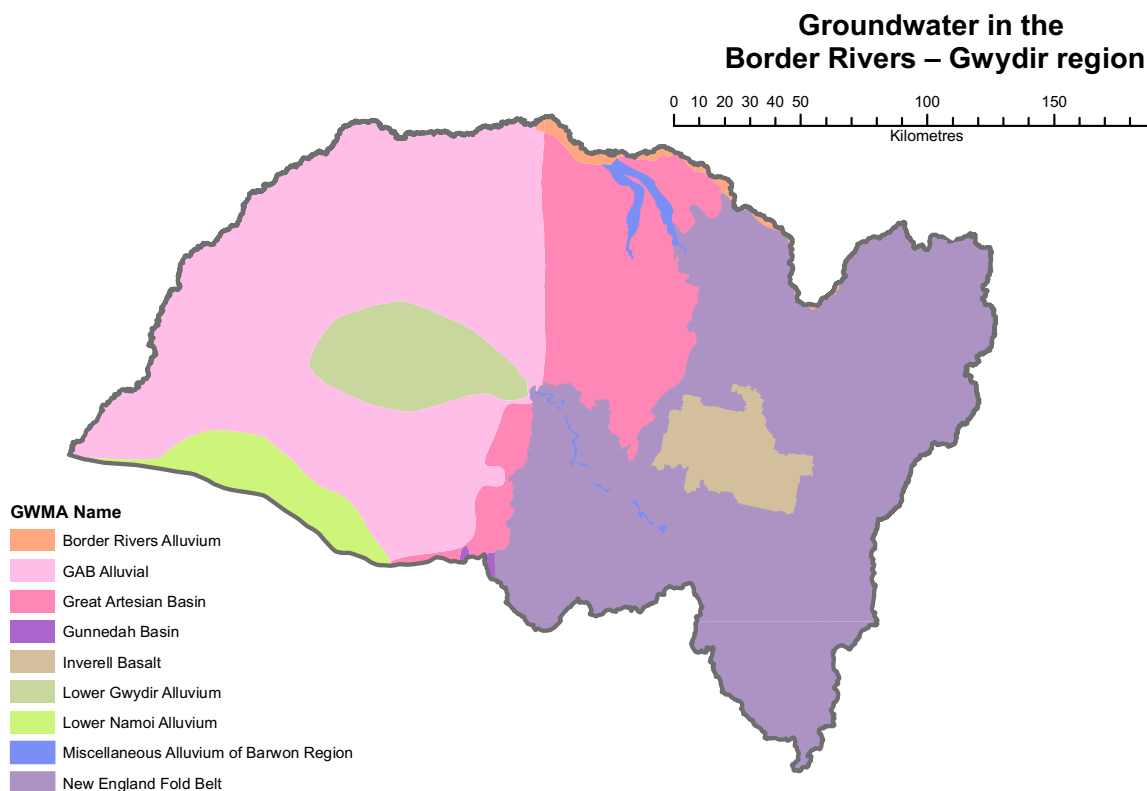 Groundwater in the
Border Rivers – Gwydir region
0 10 20 30 40 50 100 150
Kilometres
GWMA Name
Border Rivers Alluvium
GAB Alluvial
Great Artesian Basin
Gunnedah Basin
Inverell Basalt
Lower Gwydir Alluvium
Lower Namoi Alluvium
Miscellaneous Alluvium of Barwon Region
New England Fold Belt